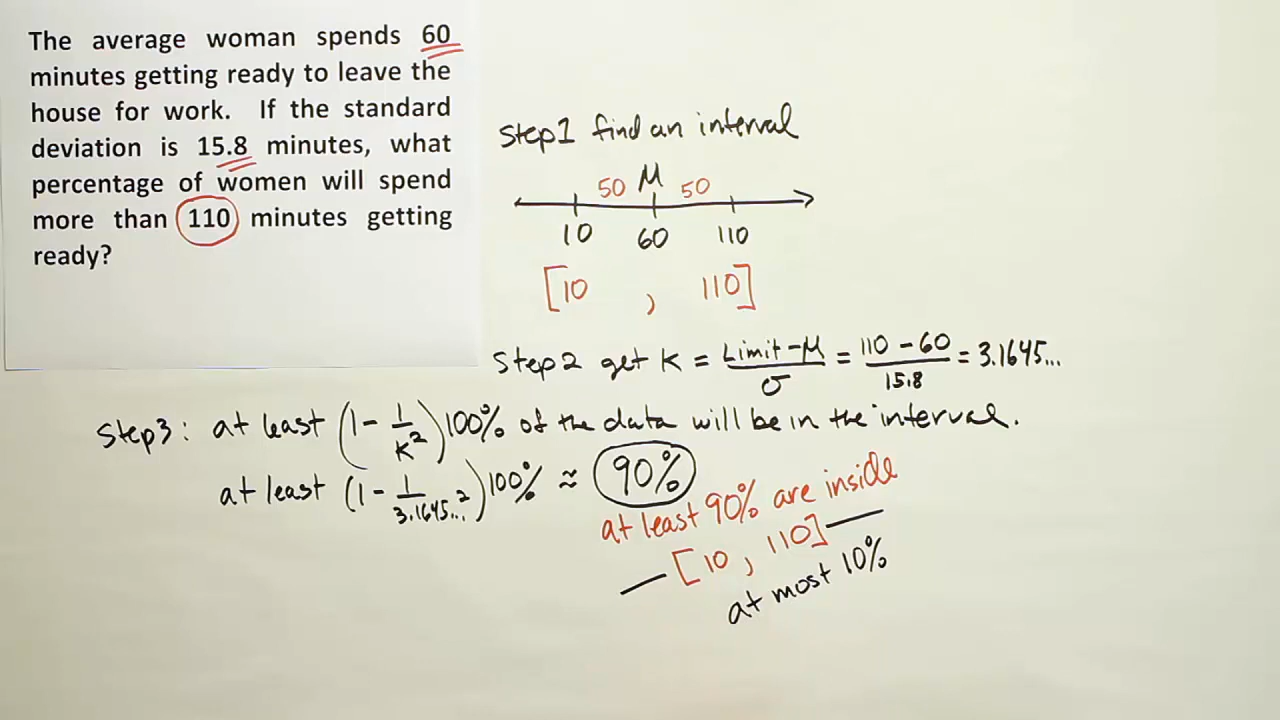 The average woman spends 60
minutes getting ready to leave the
house for work. If the standard
deviation is 15.8 minutes, what
percentage of women will spend
more than 110 minutes getting
ready?
Step1 find an interval
50 M 50
10 60 110
[10 , 110]
Step2 get K = Limit-M/σ = 110-60/15.8 = 3.1645...
Step3: at least (1-1/K²)100% of the data will be in the interval.
at least (1-1/3.1645...²)100% ≈ 90%
at least 90% are inside
[10, 110]
at most 10%